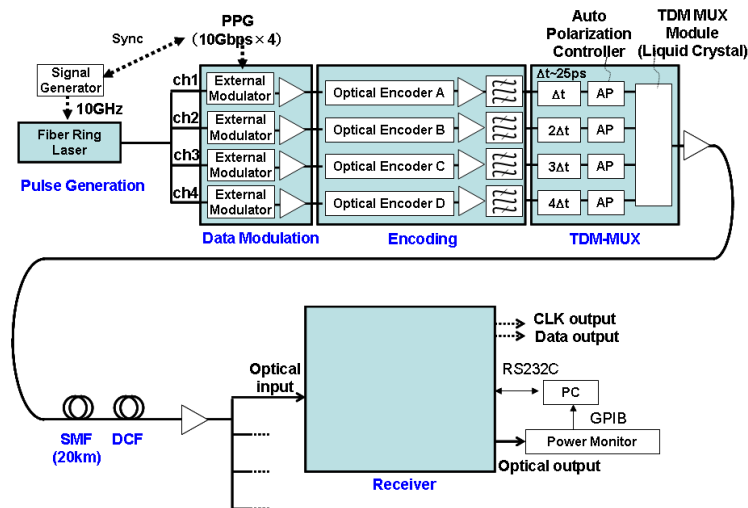 PPG
(10Gbps×4)
Sync
Auto
Polarization
Controller
TDM MUX
Module
(Liquid Crystal)
Signal
Generator
10GHz
Fiber Ring
Laser
Pulse Generation
ch1
External
Modulator
ch2
External
Modulator
ch3
External
Modulator
ch4
External
Modulator
Data Modulation
Optical Encoder A
Optical Encoder B
Optical Encoder C
Optical Encoder D
Encoding
Δt~25ps
Δt
AP
2Δt
AP
3Δt
AP
4Δt
AP
TDM-MUX
SMF
(20km)
DCF
Optical
input
Receiver
CLK output
Data output
RS232C
PC
GPIB
Power Monitor
Optical output